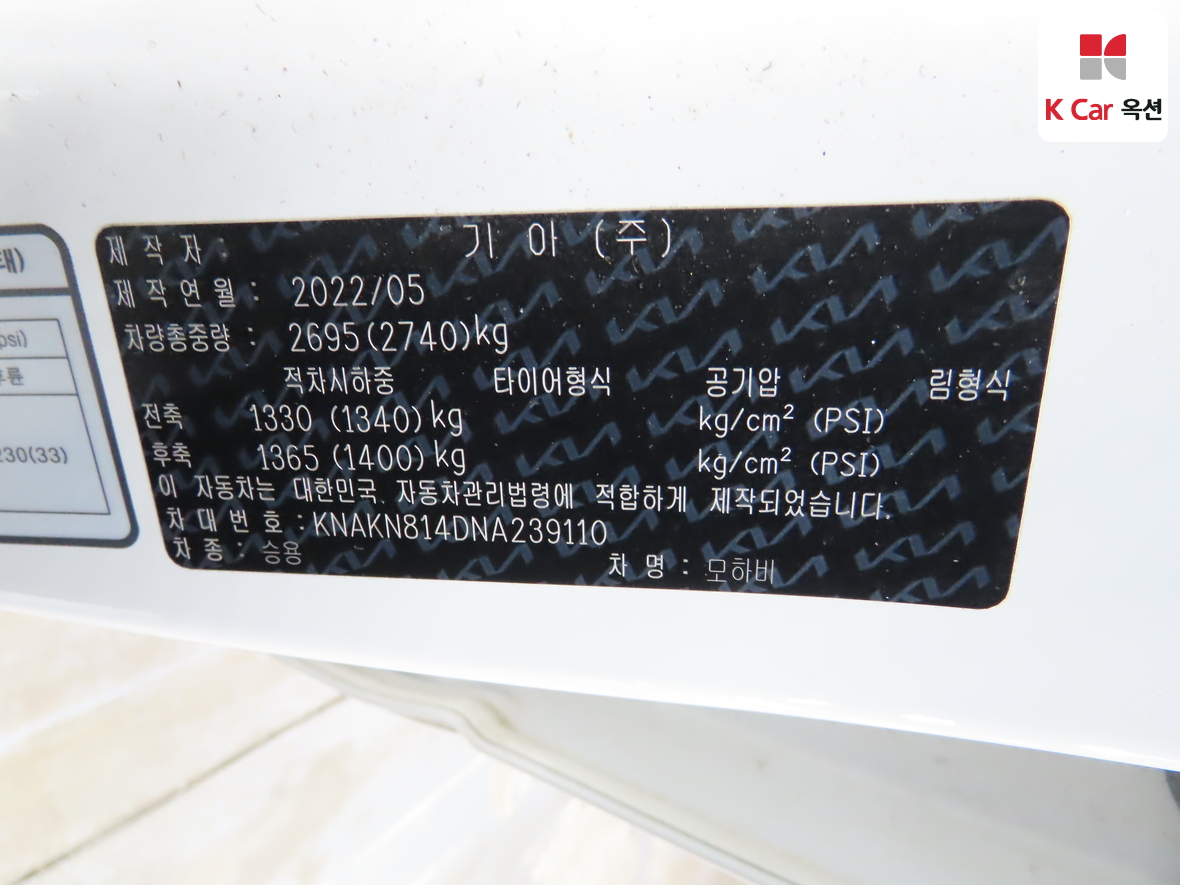 K Car 옥션
제작자 : 기아 (주)
제작연월 : 2022/05
차량총중량 : 2695(2740)kg
적차시하중 타이어형식 공기압 림형식
전축 1330 (1340) kg kg/cm² (PSI)
후축 1365 (1400) kg kg/cm² (PSI)
이 자동차는 대한민국 자동차관리법령에 적합하게 제작되었습니다.
차대번호 : KNAKN814DNA239110
차종 : 승용 차명 : 모하비
psi)
230(33)